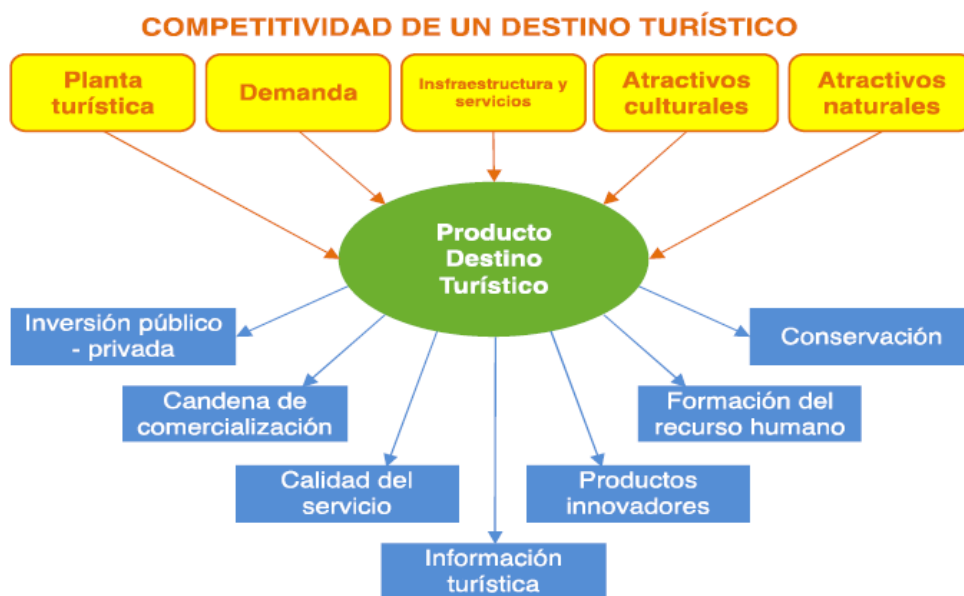 COMPETITIVIDAD DE UN DESTINO TURÍSTICO
Planta
turística
Demanda
Insfraestructura y
servicios
Atractivos
culturales
Atractivos
naturales
Producto
Destino
Turístico
Inversión público
- privada
Conservación
Candena de
comercialización
Formación del
recurso humano
Calidad del
servicio
Productos
innovadores
Información
turística